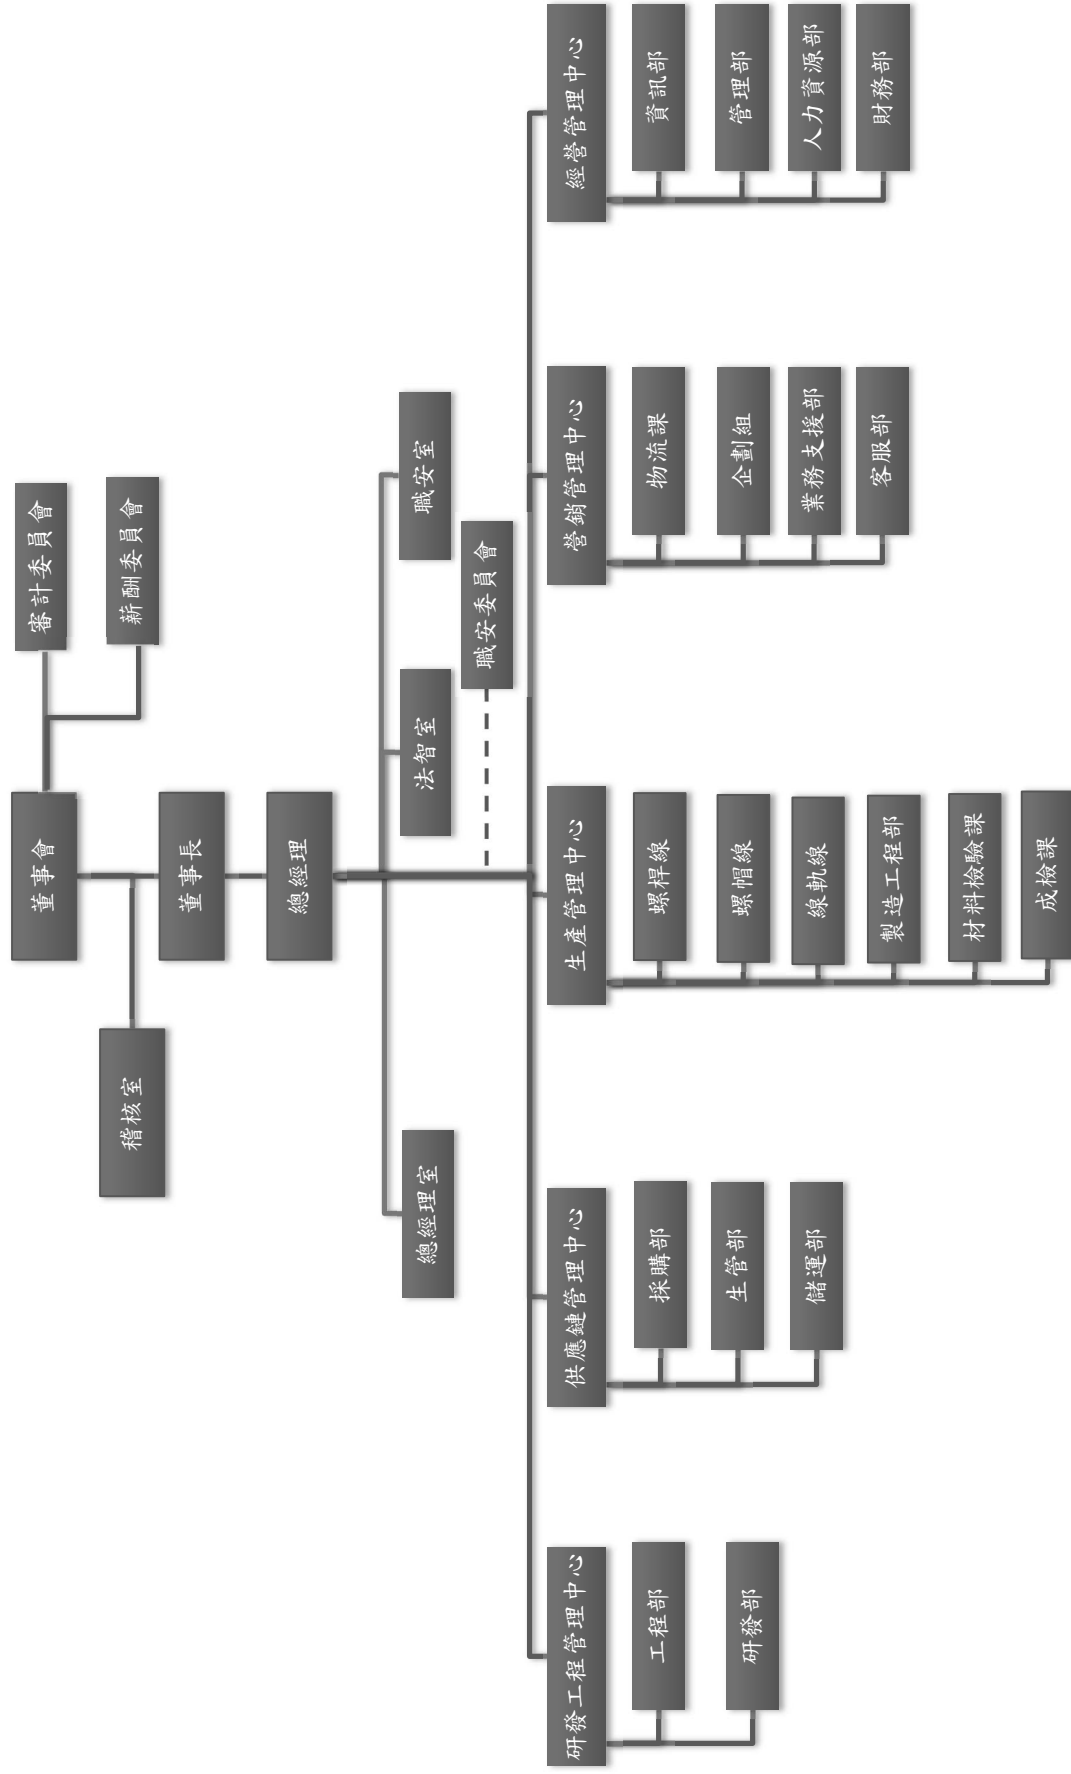 董事會
審計委員會
薪酬委員會
稽核室
董事長
總經理
總經理室
法智室
職安室
職安委員會
研發工程管理中心
工程部
研發部
供應鏈管理中心
採購部
生管部
儲運部
生產管理中心
螺桿線
螺帽線
線軌線
製造工程部
材料檢驗課
成檢課
營銷管理中心
物流課
企劃組
業務支援部
客服部
經營管理中心
資訊部
管理部
人力資源部
財務部